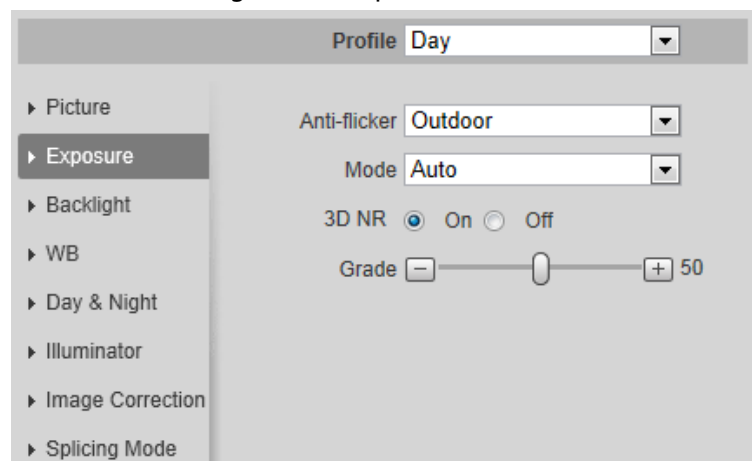 Profile Day
Picture
Anti-flicker Outdoor
Exposure
Mode Auto
Backlight
3D NR On Off
WB
Grade 50
Day & Night
Illuminator
Image Correction
Splicing Mode